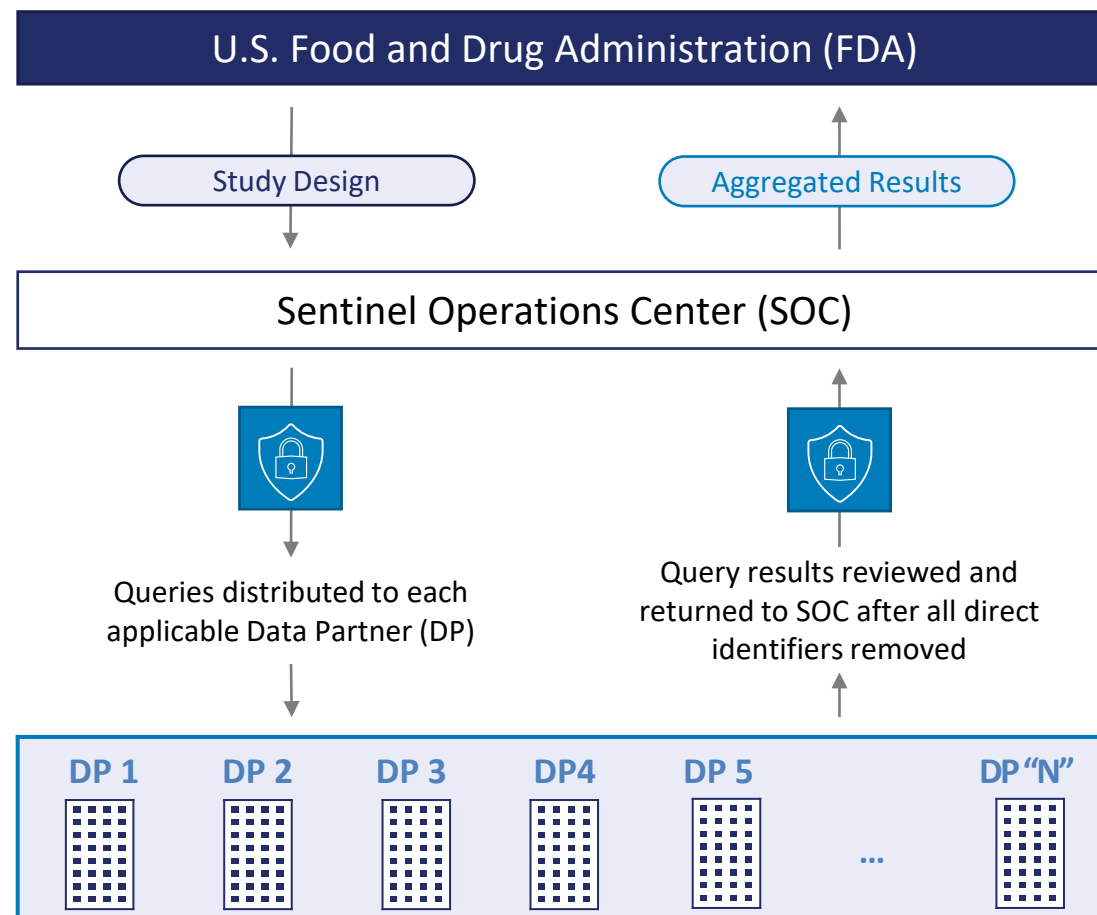 U.S. Food and Drug Administration (FDA)
Study Design
Aggregated Results
Sentinel Operations Center (SOC)
Queries distributed to each
applicable Data Partner (DP)
Query results reviewed and
returned to SOC after all direct
identifiers removed
DP 1
DP 2
DP 3
DP4
DP 5
...
DP “N”